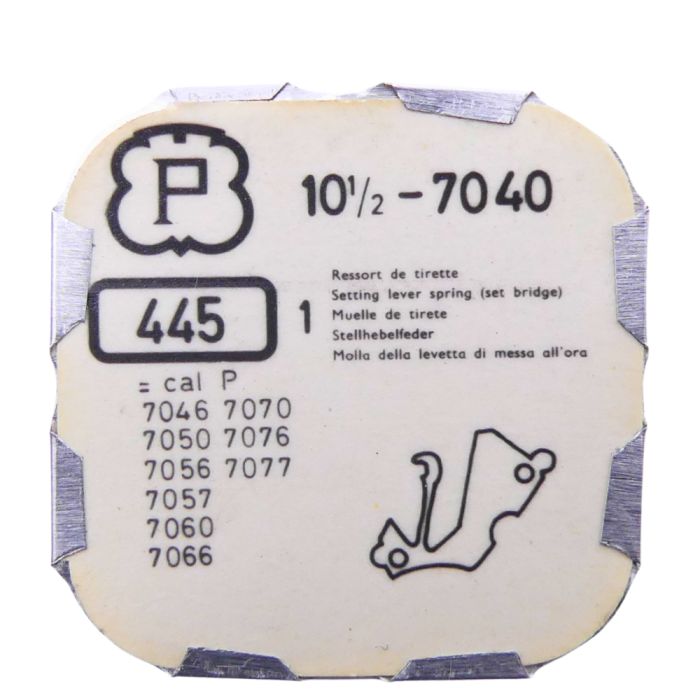 P
10½ - 7040
445
1
Ressort de tirette
Setting lever spring (set bridge)
Muelle de tirete
Stellhebelfeder
Molla della levetta di messa all'ora
= cal P
7046 7070
7050 7076
7056 7077
7057
7060
7066